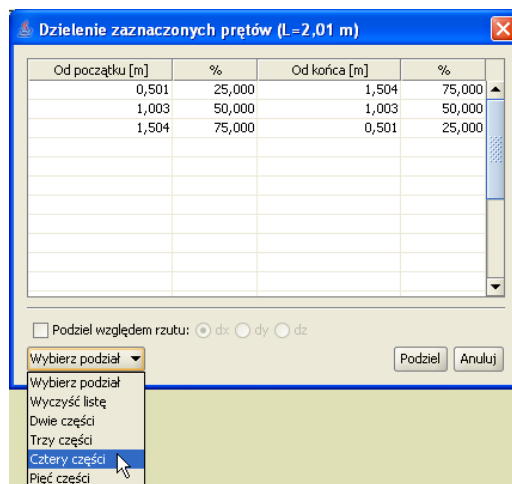 Dzielenie zaznaczonych prętów (L=2,01 m)
Od początku [m] % Od końca [m] %
0,501 25,000 1,504 75,000
1,003 50,000 1,003 50,000
1,504 75,000 0,501 25,000
Podziel względem rzutu: dx dy dz
Wybierz podział Podziel Anuluj
Wybierz podział
Wyczyść listę
Dwie części
Trzy części
Cztery części
Pięć części